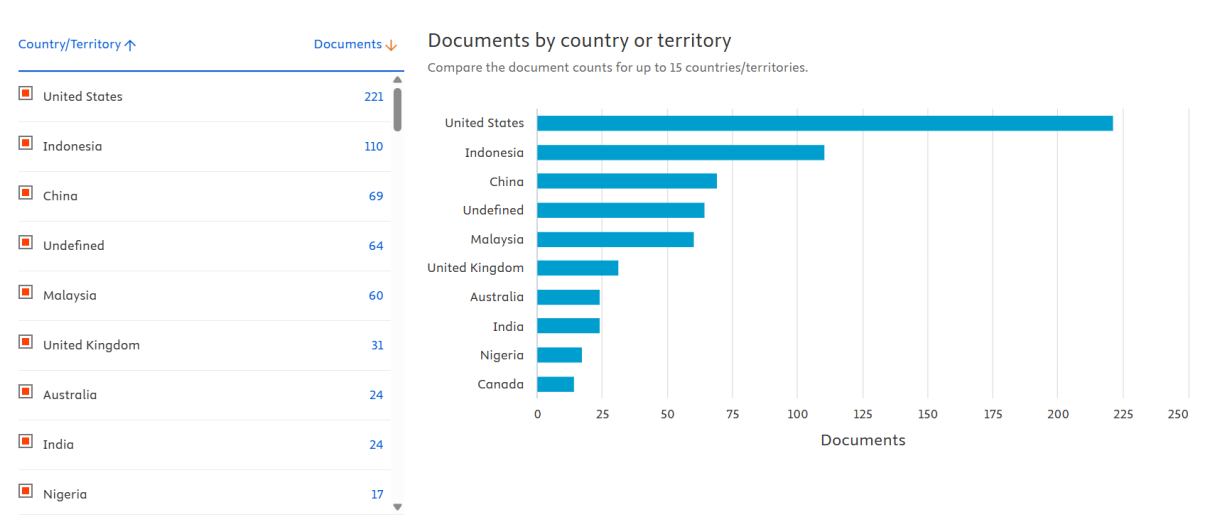 Country/Territory
Documents
United States 221
Indonesia 110
China 69
Undefined 64
Malaysia 60
United Kingdom 31
Australia 24
India 24
Nigeria 17
Documents by country or territory
Compare the document counts for up to 15 countries/territories.
United States
Indonesia
China
Undefined
Malaysia
United Kingdom
Australia
India
Nigeria
Canada
0 25 50 75 100 125 150 175 200 225 250
Documents